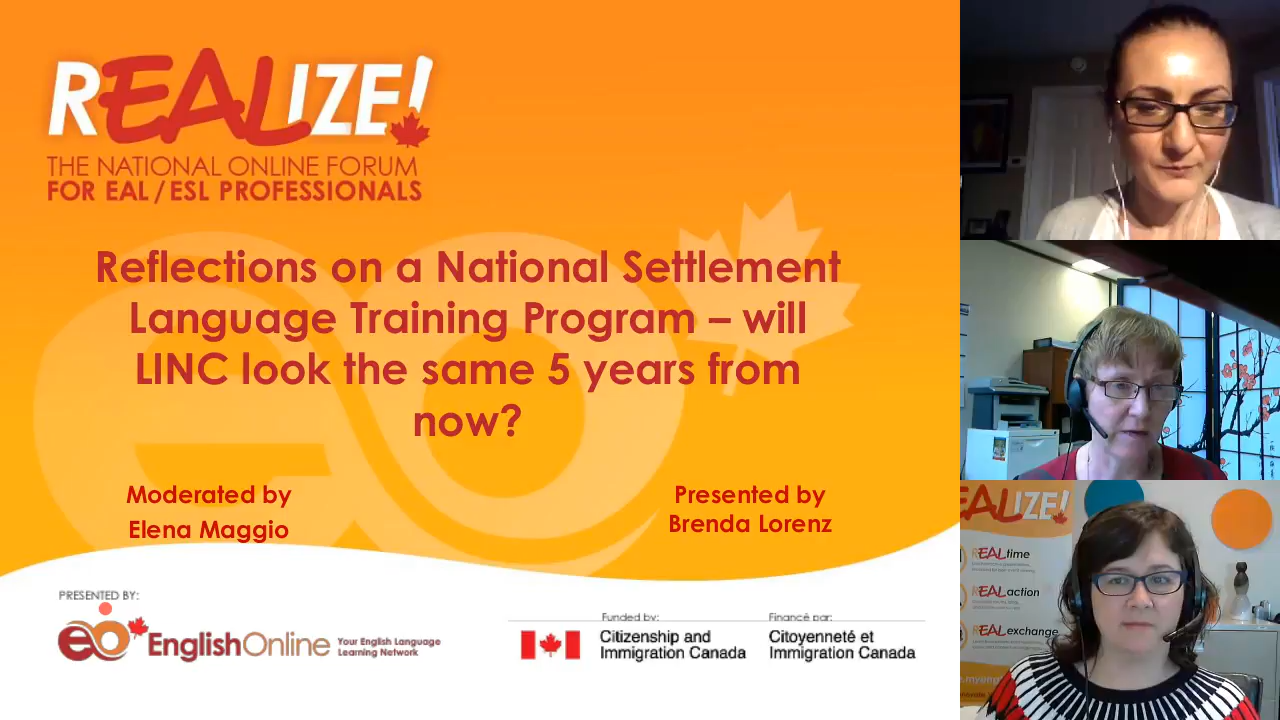 REALIZE!
THE NATIONAL ONLINE FORUM
FOR EAL/ESL PROFESSIONALS
Reflections on a National Settlement
Language Training Program – will
LINC look the same 5 years from
now?
Moderated by
Elena Maggio
Presented by
Brenda Lorenz
PRESENTED BY:
eo EnglishOnline
Your English Language
Learning Network
Funded by:
Citizenship and
Immigration Canada
Financé par:
Citoyenneté et
Immigration Canada
EALIZE!
REALtime
REALaction
REALexchange